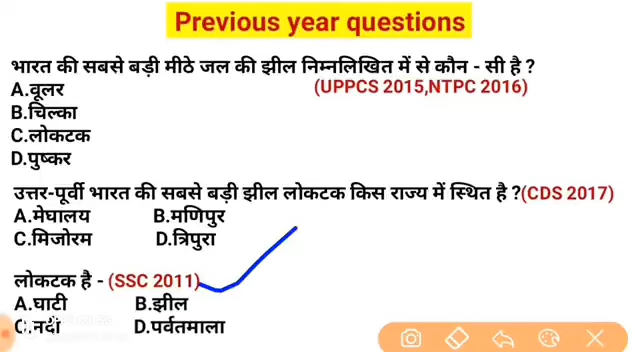 Previous year questions
भारत की सबसे बड़ी मीठे जल की झील निम्नलिखित में से कौन - सी है ?
(UPPCS 2015,NTPC 2016)
A.वूलर
B.चिल्का
C.लोकटक
D.पुष्कर
उत्तर-पूर्वी भारत की सबसे बड़ी झील लोकटक किस राज्य में स्थित है ?(CDS 2017)
A.मेघालय B.मणिपुर
C.मिजोरम D.त्रिपुरा
लोकटक है - (SSC 2011)
A.घाटी B.झील
C.नदी D.पर्वतमाला